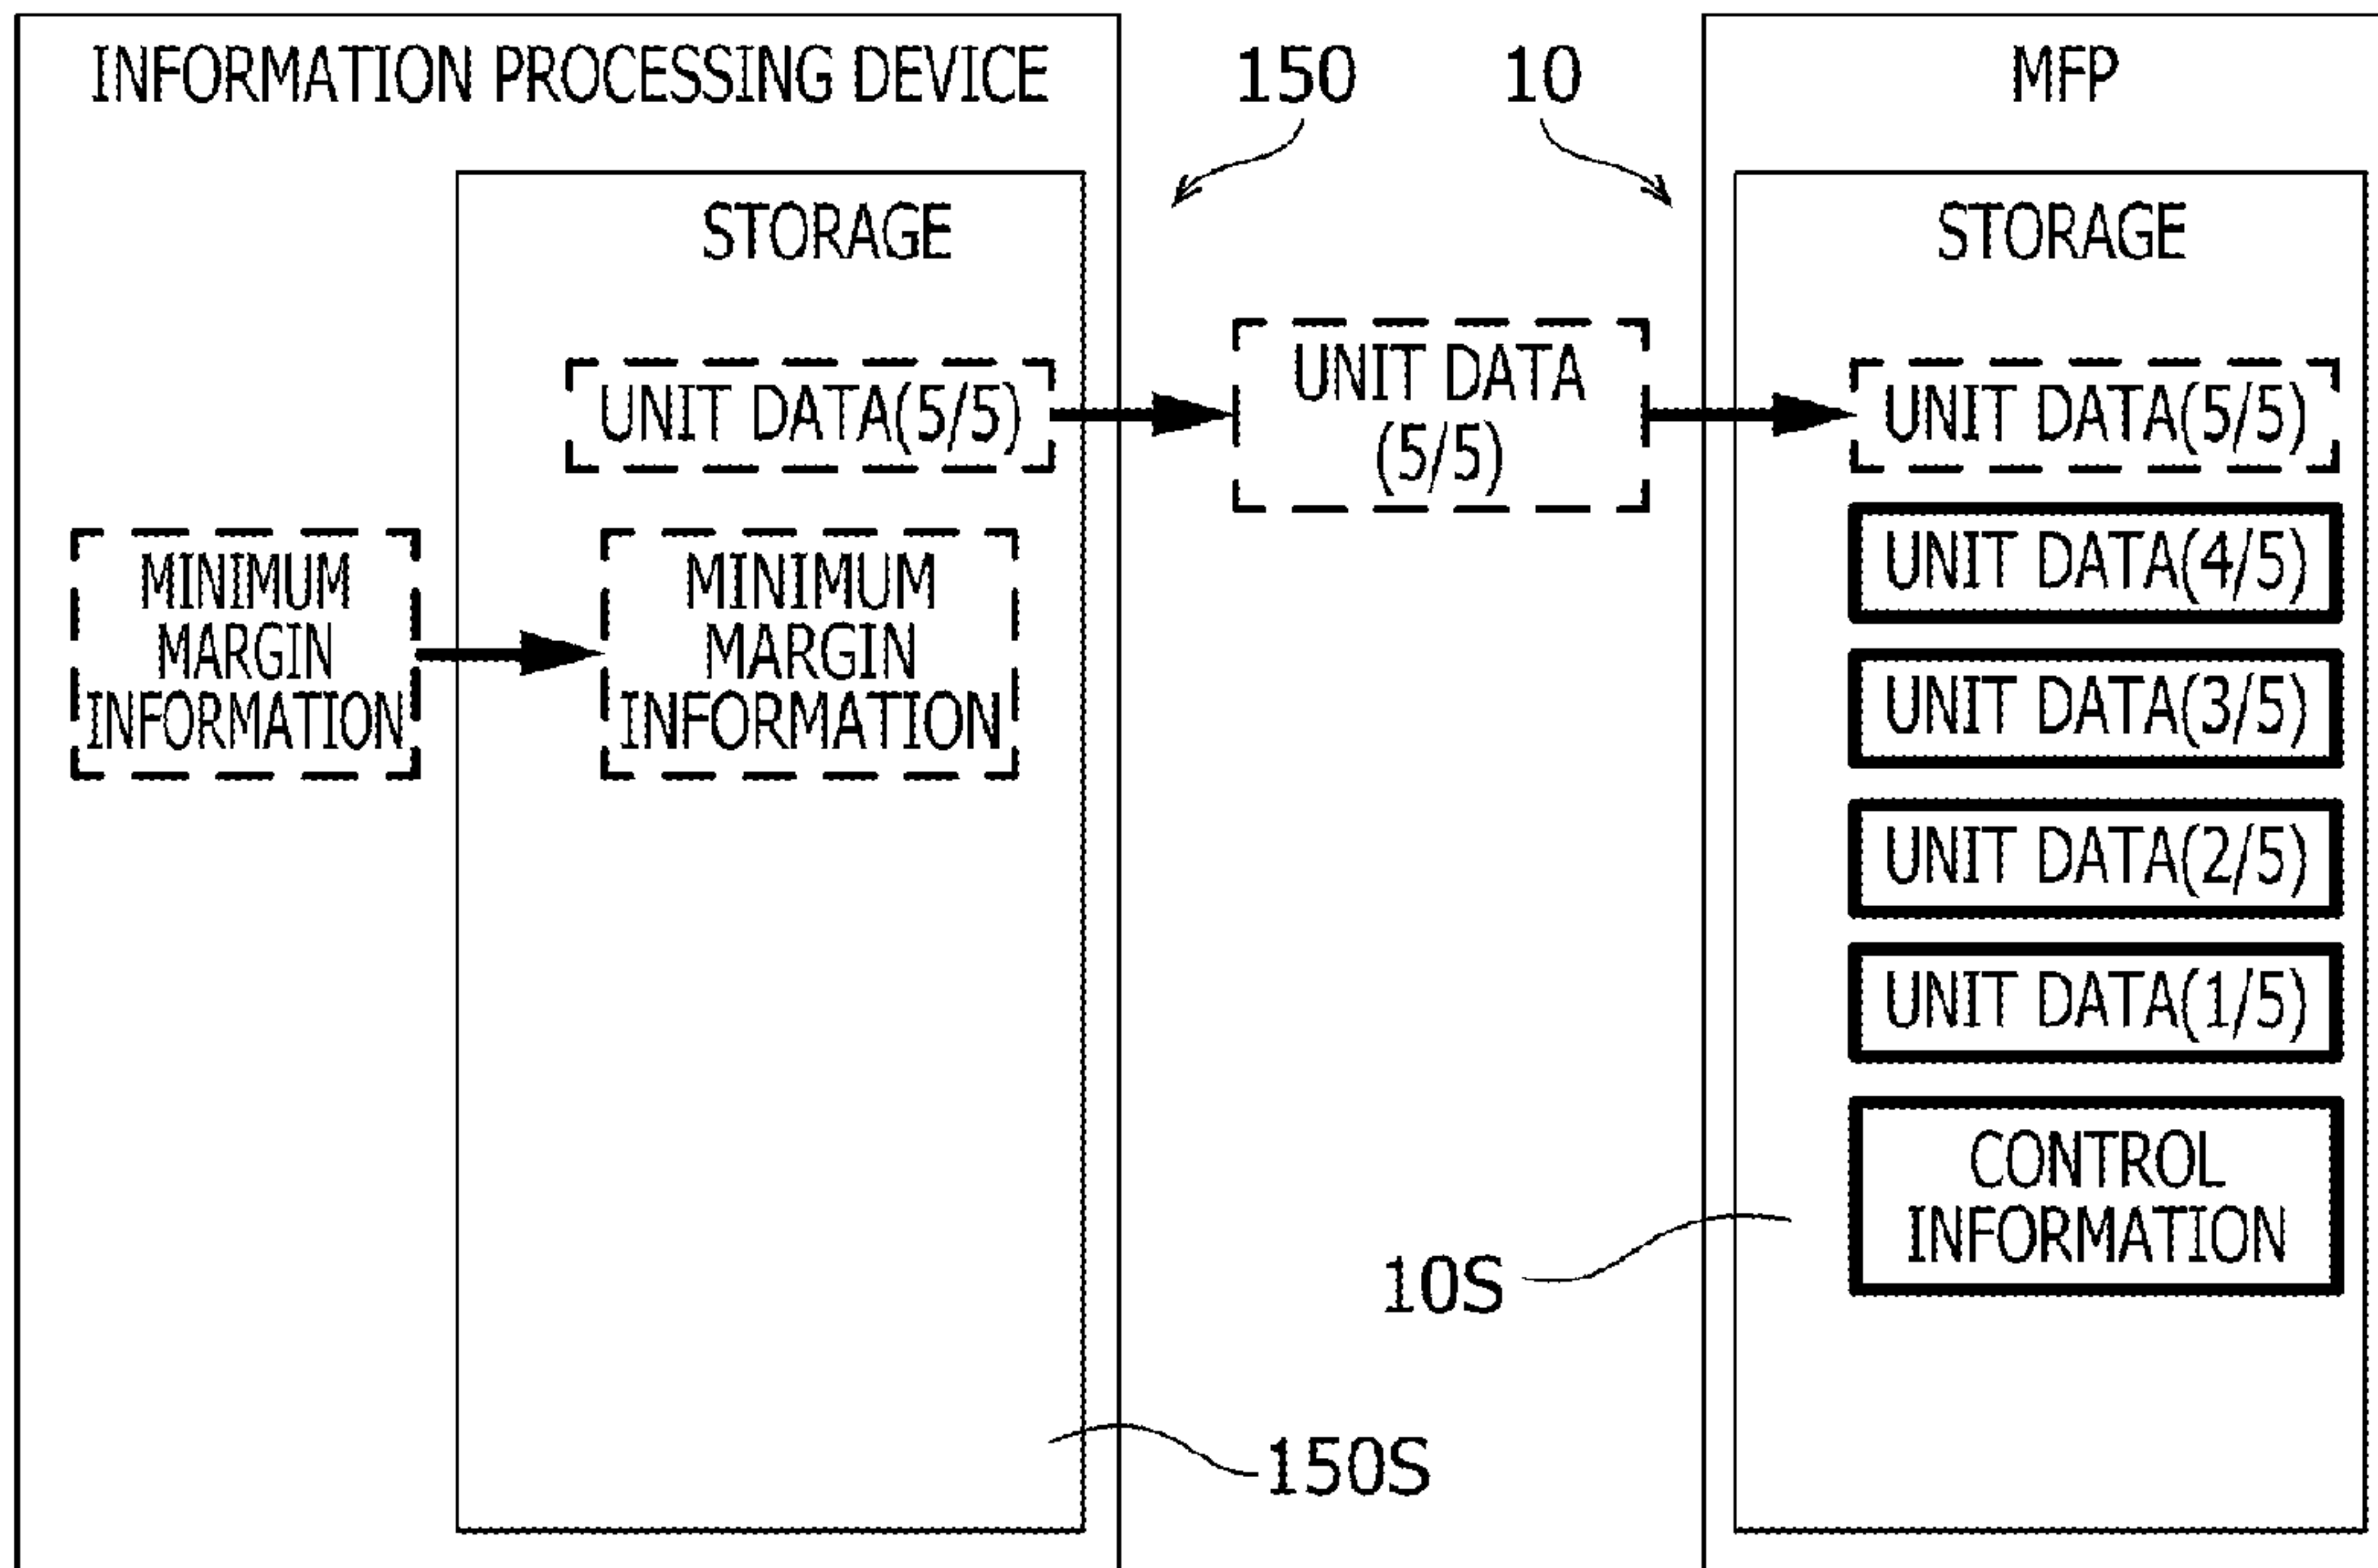 INFORMATION PROCESSING DEVICE
150
10
MFP
STORAGE
STORAGE
UNIT DATA(5/5)
UNIT DATA
(5/5)
UNIT DATA(5/5)
MINIMUM
MARGIN
INFORMATION
MINIMUM
MARGIN
INFORMATION
UNIT DATA(4/5)
UNIT DATA(3/5)
UNIT DATA(2/5)
UNIT DATA(1/5)
CONTROL
INFORMATION
10S
150S